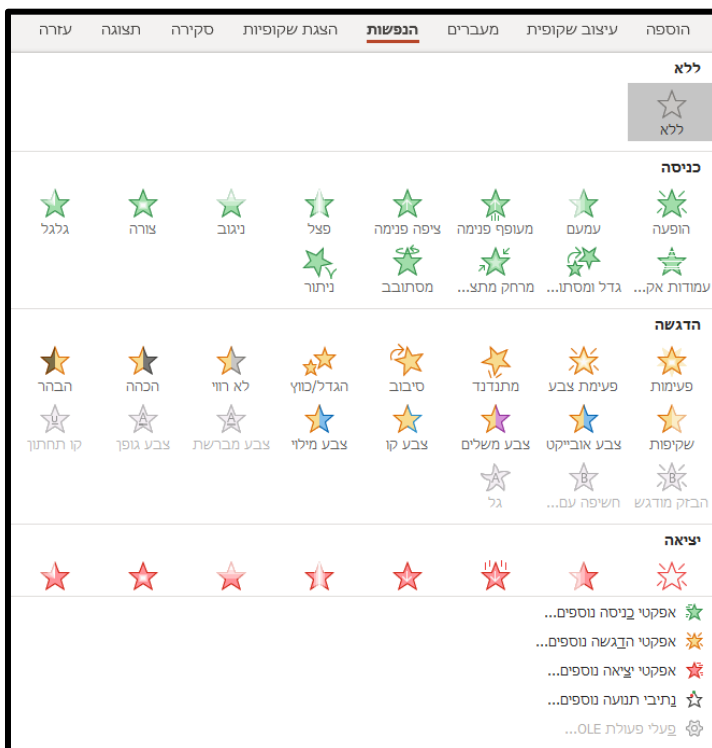 הוספה עיצוב שקופית מעברים הנפשות הצגת שקופיות סקירה תצוגה עזרה
ללא
ללא
כניסה
הופעה עמעם מעופף פנימה ציפה פנימה פצל ניגוב צורה גלגל
עמודות אק... גדל ומסתו... מרחק מתצ... מסתובב ניתור
הדגשה
פעימות פעימת צבע מתנדנד סיבוב הגדל/כווץ לא רווי הכהה הבהר
שקיפות צבע אובייקט צבע משלים צבע קו צבע מילוי צבע מברשת צבע גופן קו תחתון
הבזק מודגש חשיפה עם... גל
יציאה
אפקטי כניסה נוספים...
אפקטי הדגשה נוספים...
אפקטי יציאה נוספים...
נתיבי תנועה נוספים...
פעלי פעולת OLE...